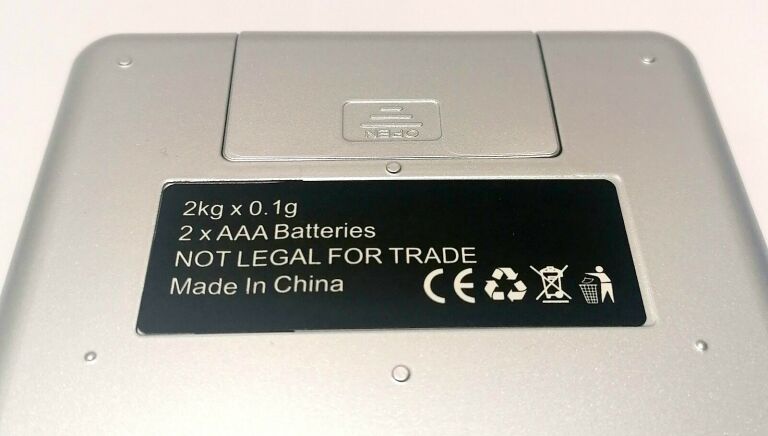 OPEN
2kg x 0.1g
2 x AAA Batteries
NOT LEGAL FOR TRADE
Made In China
CE